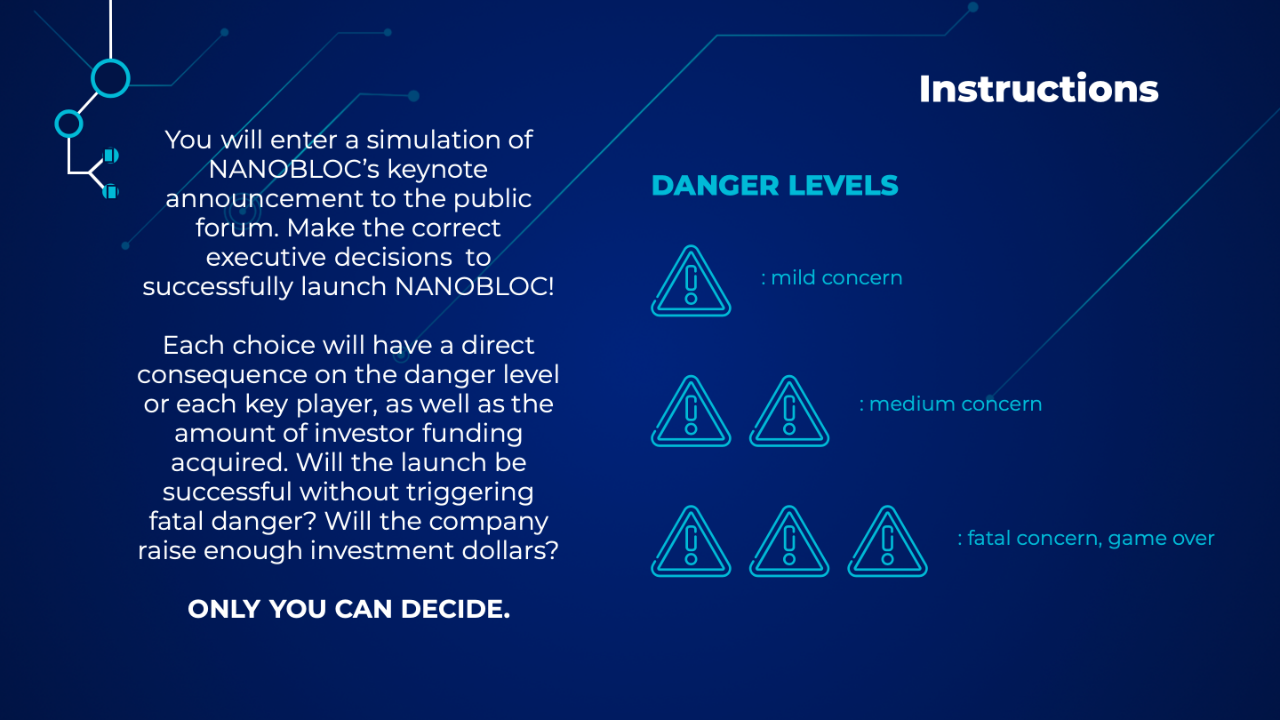 Instructions
You will enter a simulation of
NANOBLOC’s keynote
announcement to the public
forum. Make the correct
executive decisions  to
successfully launch NANOBLOC!
Each choice will have a direct
consequence on the danger level
or each key player, as well as the
amount of investor funding
acquired. Will the launch be
successful without triggering
fatal danger? Will the company
raise enough investment dollars?
ONLY YOU CAN DECIDE.
DANGER LEVELS
: mild concern
: medium concern
: fatal concern, game over